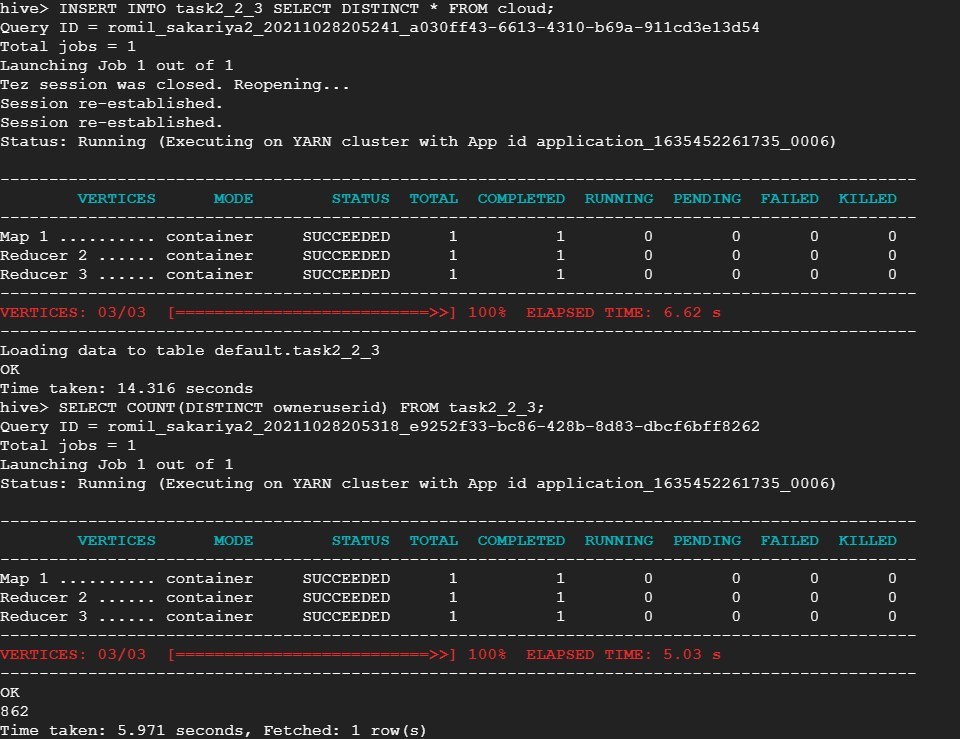 hive> INSERT INTO task2_2_3 SELECT DISTINCT * FROM cloud;
Query ID = romil_sakariya2_20211028205241_a030ff43-6613-4310-b69a-911cd3e13d54
Total jobs = 1
Launching Job 1 out of 1
Tez session was closed. Reopening...
Session re-established.
Session re-established.
Status: Running (Executing on YARN cluster with App id application_1635452261735_0006)
----------------------------------------------------------------------------------------------
        VERTICES      MODE        STATUS  TOTAL  COMPLETED  RUNNING  PENDING  FAILED  KILLED
----------------------------------------------------------------------------------------------
Map 1 .......... container     SUCCEEDED      1          1        0        0       0       0
Reducer 2 ...... container     SUCCEEDED      1          1        0        0       0       0
Reducer 3 ...... container     SUCCEEDED      1          1        0        0       0       0
----------------------------------------------------------------------------------------------
VERTICES: 03/03  [==========================>>] 100%  ELAPSED TIME: 6.62 s
----------------------------------------------------------------------------------------------
Loading data to table default.task2_2_3
OK
Time taken: 14.316 seconds
hive> SELECT COUNT(DISTINCT owneruserid) FROM task2_2_3;
Query ID = romil_sakariya2_20211028205318_e9252f33-bc86-428b-8d83-dbcf6bff8262
Total jobs = 1
Launching Job 1 out of 1
Status: Running (Executing on YARN cluster with App id application_1635452261735_0006)
----------------------------------------------------------------------------------------------
        VERTICES      MODE        STATUS  TOTAL  COMPLETED  RUNNING  PENDING  FAILED  KILLED
----------------------------------------------------------------------------------------------
Map 1 .......... container     SUCCEEDED      1          1        0        0       0       0
Reducer 2 ...... container     SUCCEEDED      1          1        0        0       0       0
Reducer 3 ...... container     SUCCEEDED      1          1        0        0       0       0
----------------------------------------------------------------------------------------------
VERTICES: 03/03  [==========================>>] 100%  ELAPSED TIME: 5.03 s
----------------------------------------------------------------------------------------------
OK
862
Time taken: 5.971 seconds, Fetched: 1 row(s)